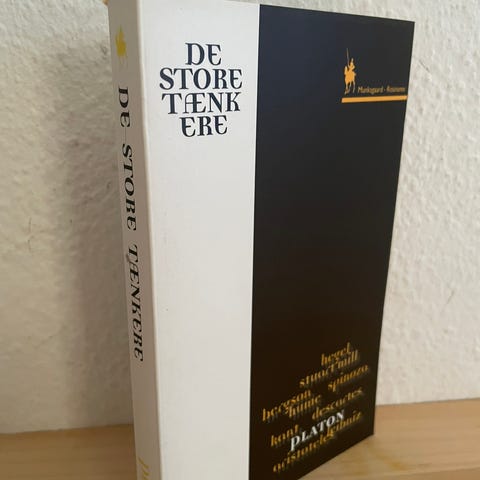 DE STORE TÆNKERE
DE
STORE
TÆNK
ERE
Munksgaard · Rosinante
hegel
stuart mill
bergson
spinoza
hume
descartes
kant
PLATON
leibniz
aristoteles